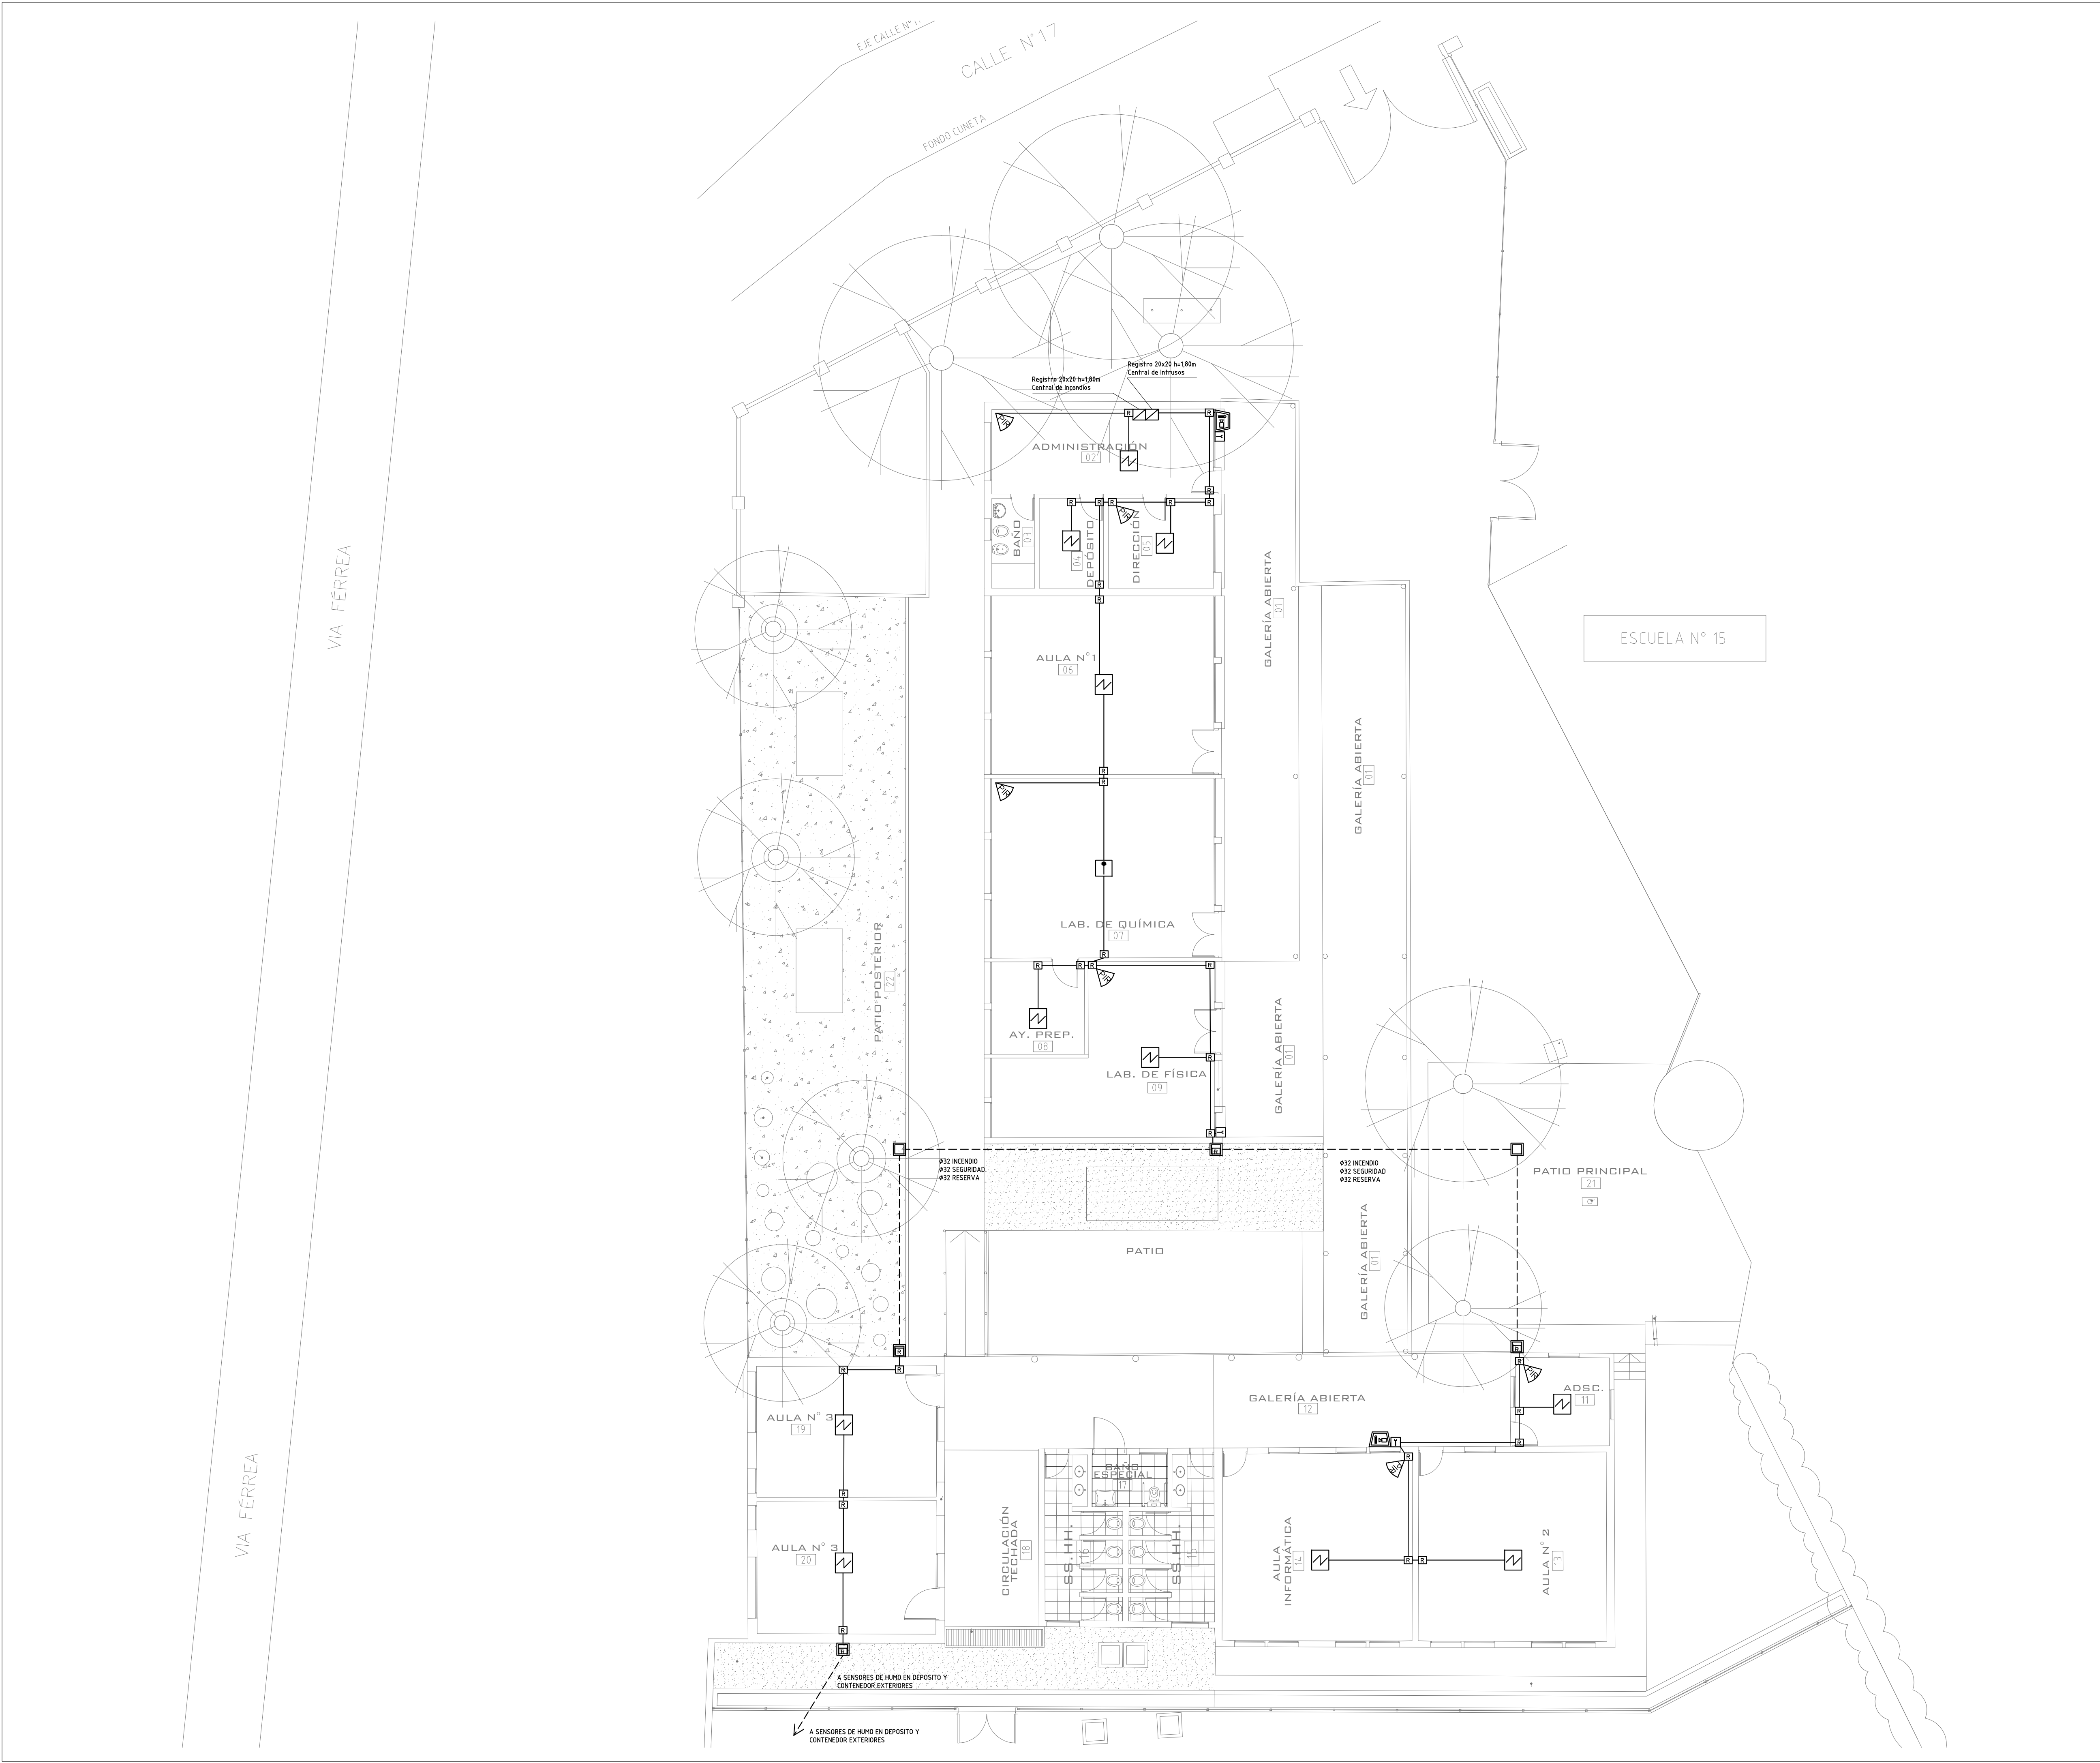 EJE CALLE N°17
CALLE N°17
FONDO CUNETA
VIA FÉRREA
VIA FÉRREA
Registro 20x20 h=1,80m
Central de Intrusos
Registro 20x20 h=1,80m
Central de Incendios
PIR
R
R
ADMINISTRACIÓN
02
R
R
R
R
R
R
PIR
BAÑO
03
DEPÓSITO
04
DIRECCIÓN
05
R
R
GALERÍA ABIERTA
01
ESCUELA N° 15
AULA N°1
06
GALERÍA ABIERTA
01
R
R
PIR
LAB. DE QUÍMICA
07
PATIO POSTERIOR
22
R
R
R
R
R
PIR
AY. PREP.
08
R
LAB. DE FÍSICA
09
GALERÍA ABIERTA
01
R
R
Ø32 INCENDIO
Ø32 SEGURIDAD
Ø32 RESERVA
Ø32 INCENDIO
Ø32 SEGURIDAD
Ø32 RESERVA
PATIO PRINCIPAL
21
PATIO
GALERÍA ABIERTA
01
R
R
R
R
R
PIR
GALERÍA ABIERTA
12
ADSC.
11
R
R
AULA N° 3
19
R
PIR
BAÑO
ESPECIAL
17
R
R
AULA N° 3
20
CIRCULACIÓN
TECHADA
18
SS.HH.
16
SS.HH.
15
AULA
INFORMÁTICA
14
R
R
AULA N° 2
13
R
R
A SENSORES DE HUMO EN DEPOSITO Y
CONTENEDOR EXTERIORES
A SENSORES DE HUMO EN DEPOSITO Y
CONTENEDOR EXTERIORES